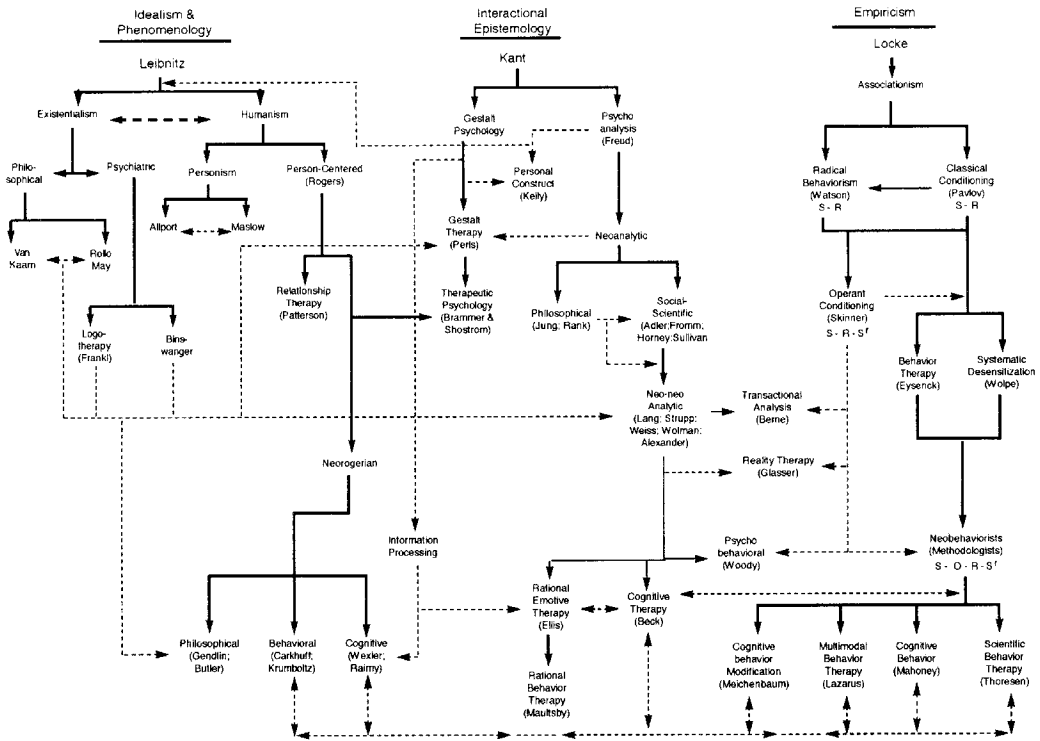 Idealism &
Phenomenology
Interactional
Epistemology
Empiricism
Leibnitz
Kant
Locke
Associationism
Existentialism
Humanism
Gestalt
Psychology
Psycho
analysis
(Freud)
Philo-
sophical
Psychiatric
Personism
Person-Centered
(Rogers)
Personal
Construct
(Kelly)
Radical
Behaviorism
(Watson)
S - R
Classical
Conditioning
(Pavlov)
S - R
Allport
Maslow
Gestalt
Therapy
(Perls)
Neoanalytic
Van
Kaam
Rollo
May
Relationship
Therapy
(Patterson)
Therapeutic
Psychology
(Brammer &
Shostrom)
Philosophical
(Jung; Rank)
Social-
Scientific
(Adler;Fromm;
Horney;Sullivan
Operant
Conditioning
(Skinner)
S - R - Sr
Logo-
therapy
(Frankl)
Bins-
wanger
Behavior
Therapy
(Eysenck)
Systematic
Desensilization
(Wolpe)
Neo-neo
Analytic
(Lang; Strupp;
Weiss; Wolman;
Alexander)
Transactional
Analysis
(Berne)
Neorogerian
Reality Therapy
(Glasser)
Information
Processing
Psycho
behavioral
(Woody)
Neobehaviorists
(Methodologists)
S - O - R - Sr
Rational
Emotive
Therapy
(Ellis)
Cognitive
Therapy
(Beck)
Philosophical
(Gendlin;
Butler)
Behavioral
(Carkhuff;
Krumboltz)
Cognitive
(Wexler;
Raimy)
Rational
Behavior
Therapy
(Maultsby)
Cognitive
behavior
Modification
(Meichenbaum)
Multimodal
Behavior
Therapy
(Lazarus)
Cognitive
Behavior
(Mahoney)
Scientific
Behavior
Therapy
(Thoresen)